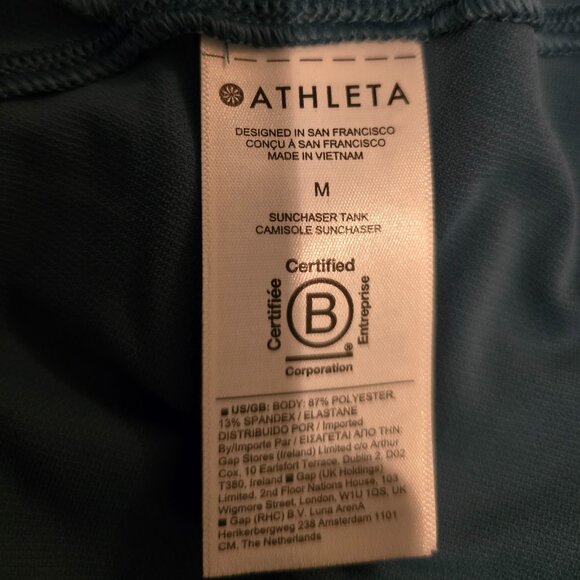 ATHLETA
DESIGNED IN SAN FRANCISCO
CONÇU À SAN FRANCISCO
MADE IN VIETNAM
M
SUNCHASER TANK
CAMISOLE SUNCHASER
Certified
Certifiée
B
Entreprise
®
Corporation
■ US/GB: BODY: 87% POLYESTER,
13% SPANDEX / ELASTANE
DISTRIBUIDO POR / Imported
By/Importe Par / ΕΙΣΑΓΕΤΑΙ ΑΠΟ ΤΗΝ:
Gap Stores (Ireland) Limited c/o Arthur
Cox, 10 Earlsfort Terrace, Dublin 2, D02
T380, Ireland ■ Gap (UK Holdings)
Limited, 2nd Floor Nations House, 103
Wigmore Street, London, W1U 1QS, UK
■ Gap (RHC) B.V. Luna ArenA
Herikerbergweg 238 Amsterdam 1101
CM, The Netherlands